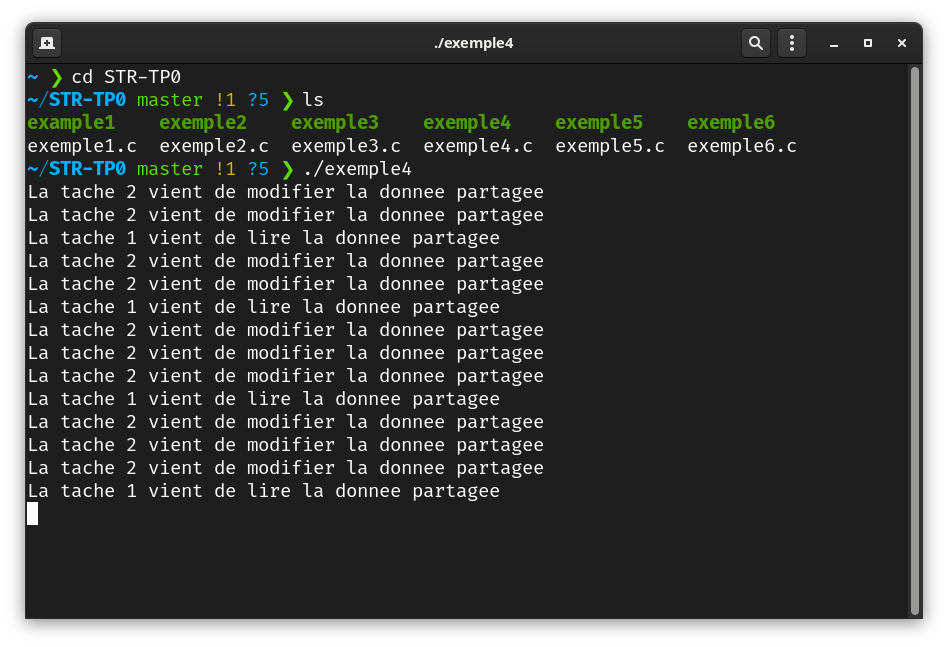 ./exemple4
~ ❯ cd STR-TP0
~/STR-TP0 master !1 ?5 ❯ ls
example1 exemple2 exemple3 exemple4 exemple5 exemple6
exemple1.c exemple2.c exemple3.c exemple4.c exemple5.c exemple6.c
~/STR-TP0 master !1 ?5 ❯ ./exemple4
La tache 2 vient de modifier la donnee partagee
La tache 2 vient de modifier la donnee partagee
La tache 1 vient de lire la donnee partagee
La tache 2 vient de modifier la donnee partagee
La tache 2 vient de modifier la donnee partagee
La tache 1 vient de lire la donnee partagee
La tache 2 vient de modifier la donnee partagee
La tache 2 vient de modifier la donnee partagee
La tache 2 vient de modifier la donnee partagee
La tache 1 vient de lire la donnee partagee
La tache 2 vient de modifier la donnee partagee
La tache 2 vient de modifier la donnee partagee
La tache 2 vient de modifier la donnee partagee
La tache 1 vient de lire la donnee partagee